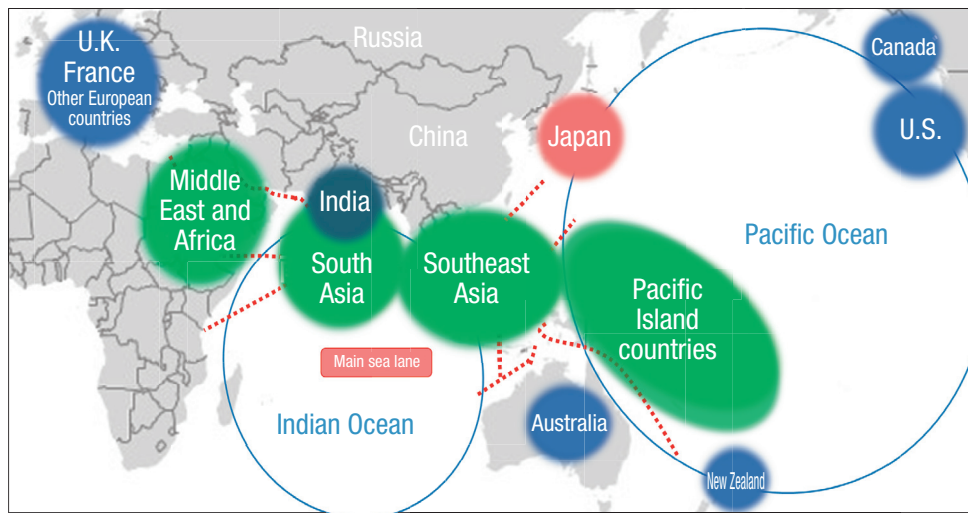 U.K.
France
Other European
countries
Russia
Canada
China
Japan
U.S.
Middle
East and
Africa
India
South
Asia
Southeast
Asia
Pacific Ocean
Pacific
Island
countries
Main sea lane
Indian Ocean
Australia
New Zealand